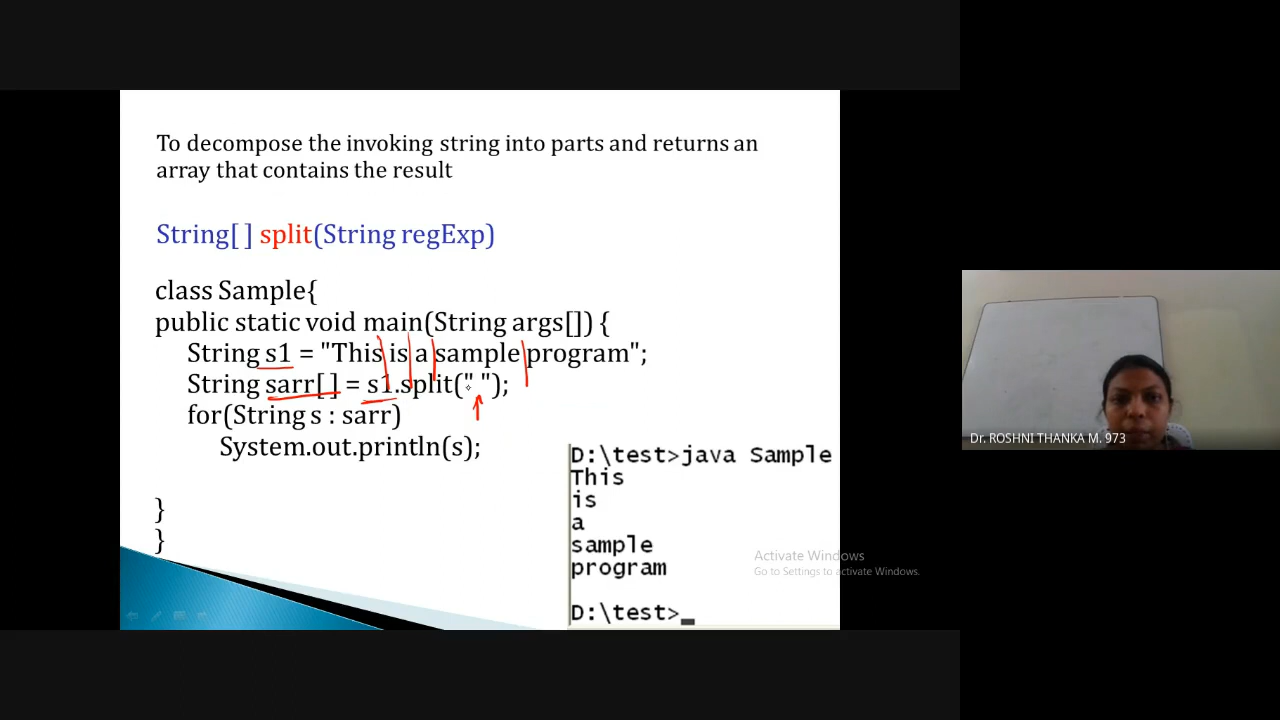 To decompose the invoking string into parts and returns an
array that contains the result
String[ ] split(String regExp)
class Sample{
public static void main(String args[]) {
String s1 = "This is a sample program";
String sarr[ ] = s1.split(" ");
for(String s : sarr)
System.out.println(s);
}
}
D:\test>java Sample
This
is
a
sample
program
D:\test>_
Activate Windows
Go to Settings to activate Windows.
Dr. ROSHNI THANKA M. 973